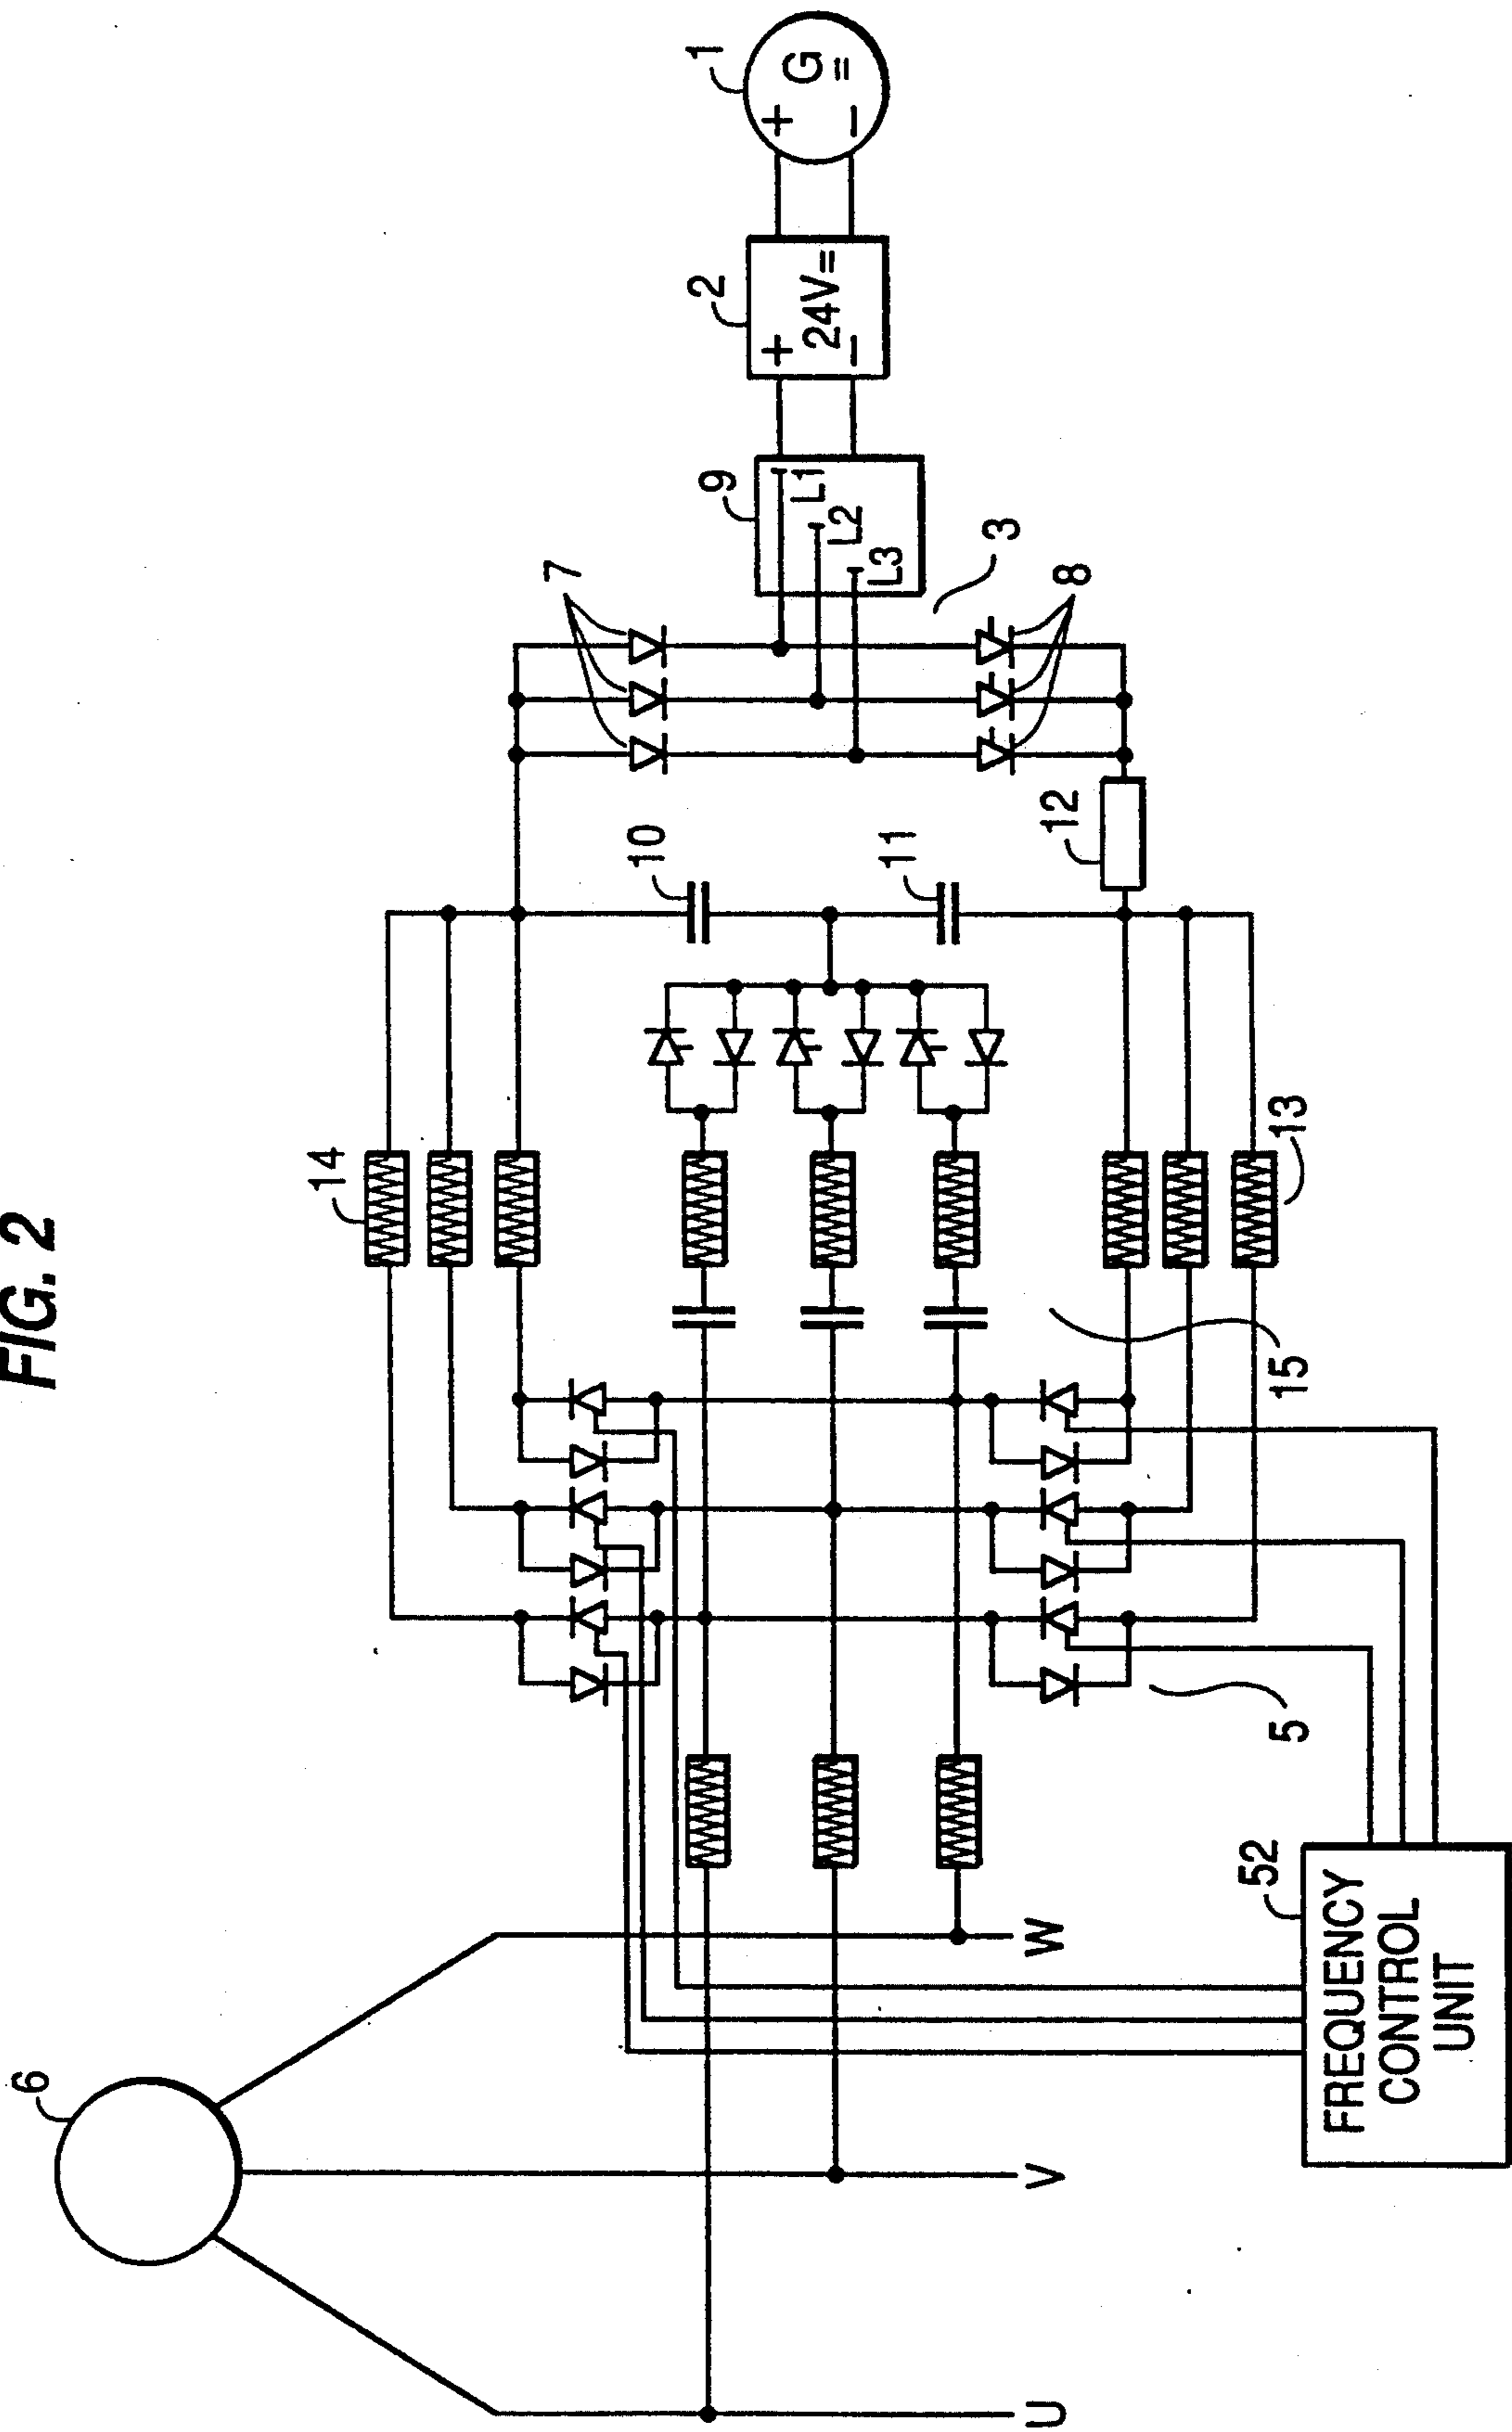 FIG. 2
1
G
=
+
−
2
24V=
+
−
9
L1
L2
L3
3
7
8
10
11
12
14
13
15
5
52
FREQUENCY
CONTROL
UNIT
6
W
V
U